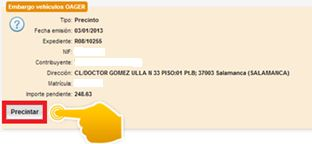 Embargo vehículos OAGER
Tipo: Precinto
Fecha emisión: 03/01/2013
Expediente: R08/10255
NIF:
Contribuyente:
Dirección: CL/DOCTOR GOMEZ ULLA N 33 PISO:01 Pt.B; 37003 Salamanca (SALAMANCA)
Matrícula:
Importe pendiente: 248.63
Precintar